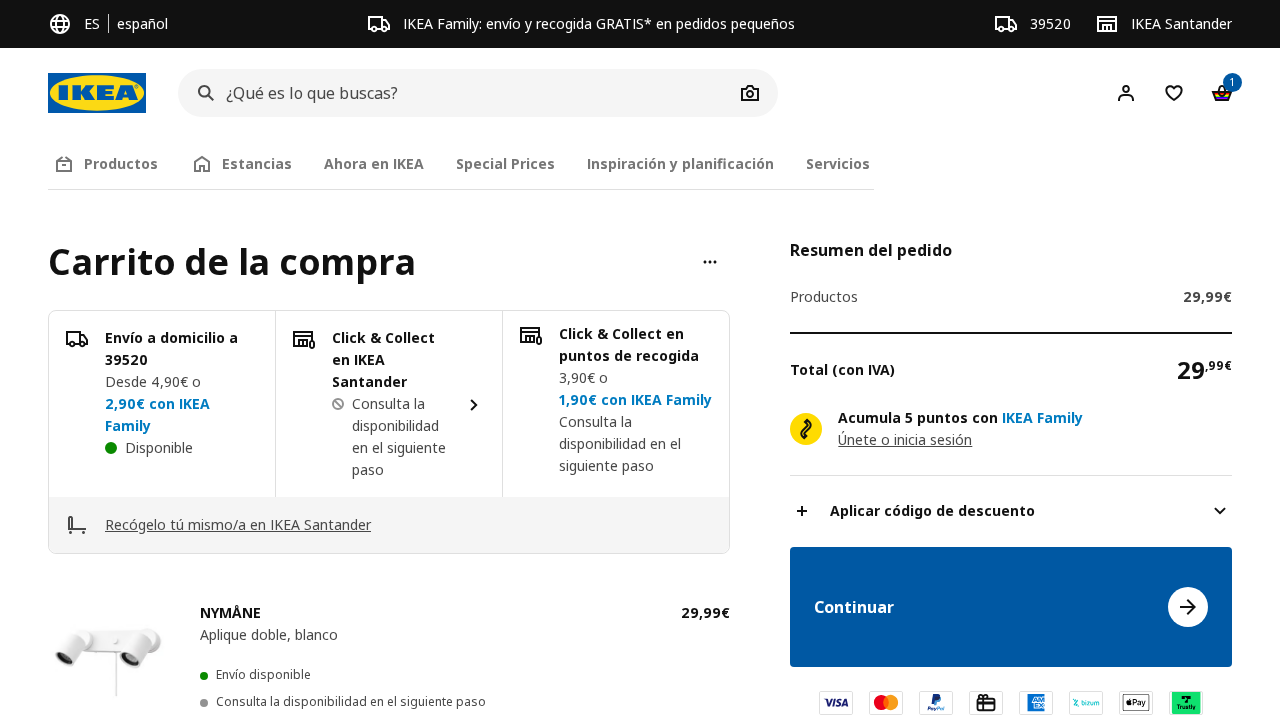 ES
español
IKEA Family: envío y recogida GRATIS* en pedidos pequeños
39520
IKEA Santander
IKEA
¿Qué es lo que buscas?
1
Productos
Estancias
Ahora en IKEA
Special Prices
Inspiración y planificación
Servicios
Carrito de la compra
Envío a domicilio a
39520
Desde 4,90€ o
2,90€ con IKEA
Family
Disponible
Click & Collect
en IKEA
Santander
Consulta la
disponibilidad
en el siguiente
paso
Click & Collect en
puntos de recogida
3,90€ o
1,90€ con IKEA Family
Consulta la
disponibilidad en el
siguiente paso
Recógelo tú mismo/a en IKEA Santander
NYMÅNE
29,99€
Aplique doble, blanco
Envío disponible
Consulta la disponibilidad en el siguiente paso
Resumen del pedido
Productos
29,99€
Total (con IVA)
29,99€
Acumula 5 puntos con IKEA Family
Únete o inicia sesión
Aplicar código de descuento
Continuar
VISA
PayPal
AMEX
bizum
Pay
Trustly